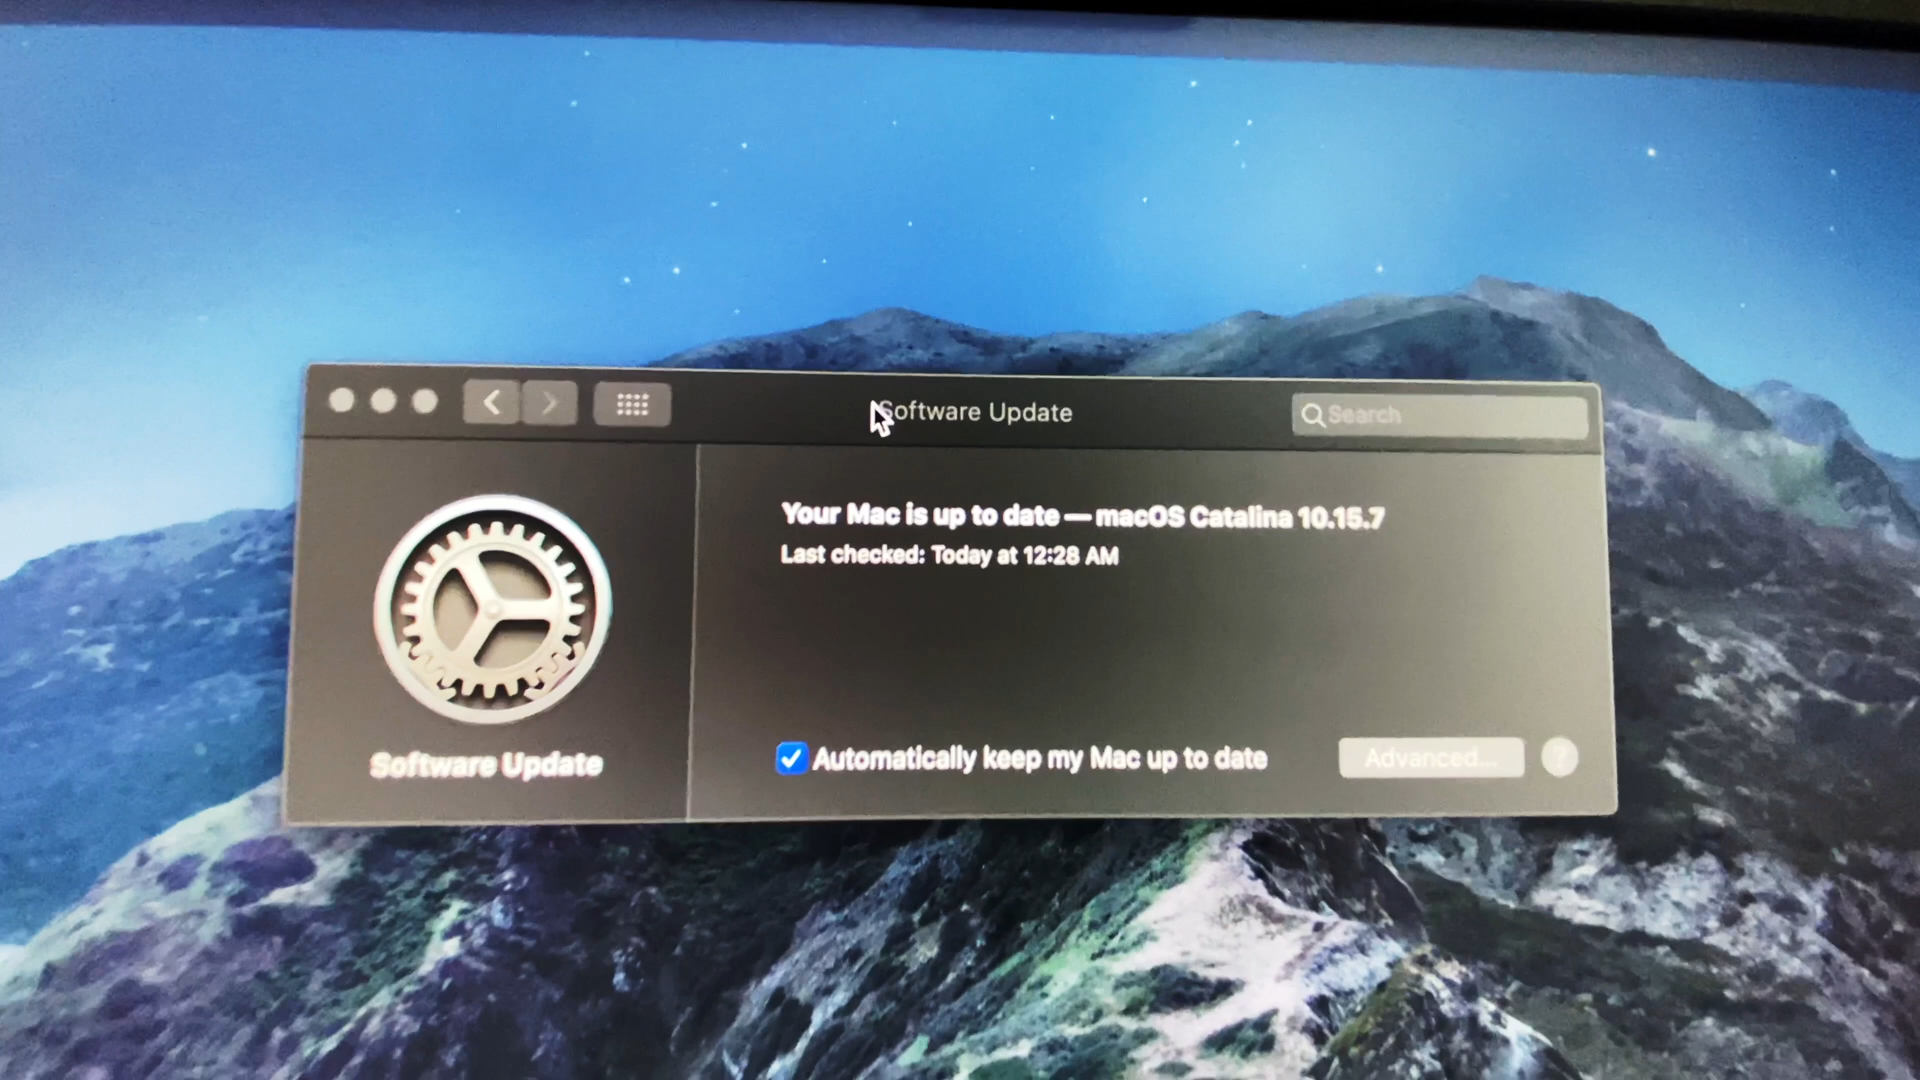 Software Update
Search
Your Mac is up to date — macOS Catalina 10.15.7
Last checked: Today at 12:28 AM
Software Update
Automatically keep my Mac up to date
Advanced...
?